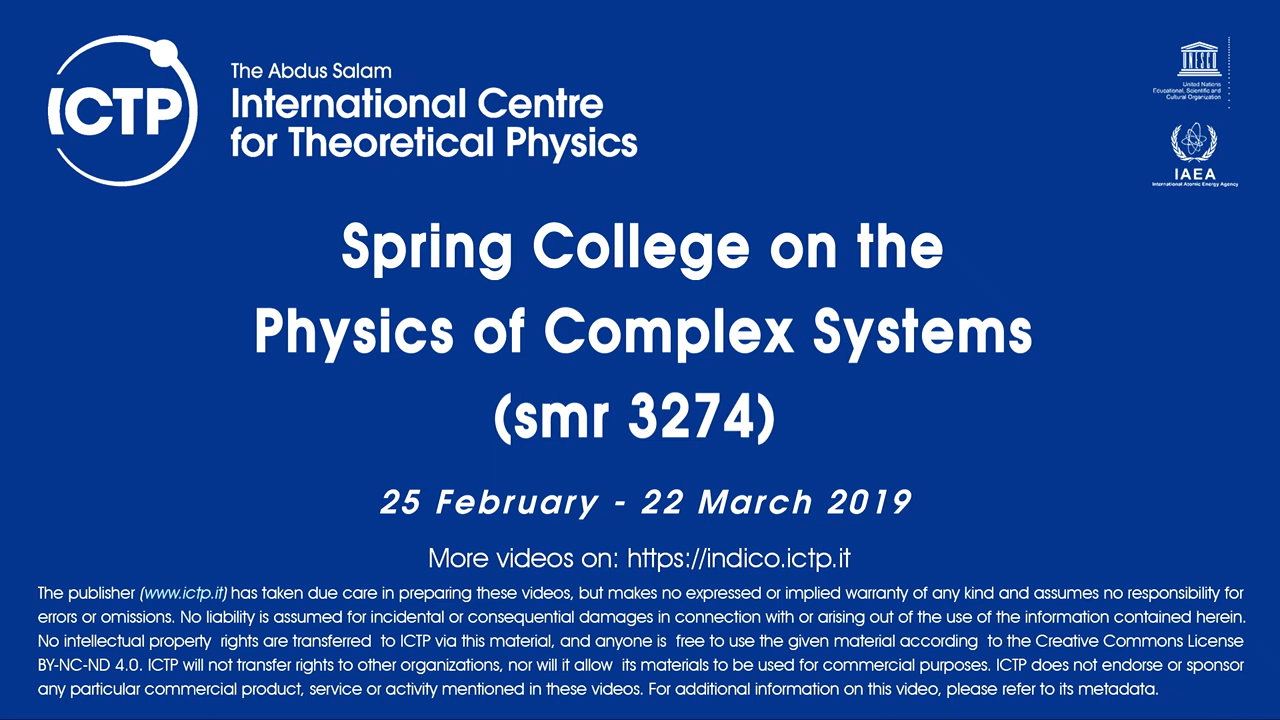 ICTP
The Abdus Salam
International Centre
for Theoretical Physics
UNESCO
United Nations
Educational, Scientific and
Cultural Organization
IAEA
International Atomic Energy Agency
Spring College on the
Physics of Complex Systems
(smr 3274)
25 February - 22 March 2019
More videos on: https://indico.ictp.it
The publisher (www.ictp.it) has taken due care in preparing these videos, but makes no expressed or implied warranty of any kind and assumes no responsibility for
errors or omissions. No liability is assumed for incidental or consequential damages in connection with or arising out of the use of the information contained herein.
No intellectual property rights are transferred to ICTP via this material, and anyone is free to use the given material according to the Creative Commons License
BY-NC-ND 4.0. ICTP will not transfer rights to other organizations, nor will it allow its materials to be used for commercial purposes. ICTP does not endorse or sponsor
any particular commercial product, service or activity mentioned in these videos. For additional information on this video, please refer to its metadata.